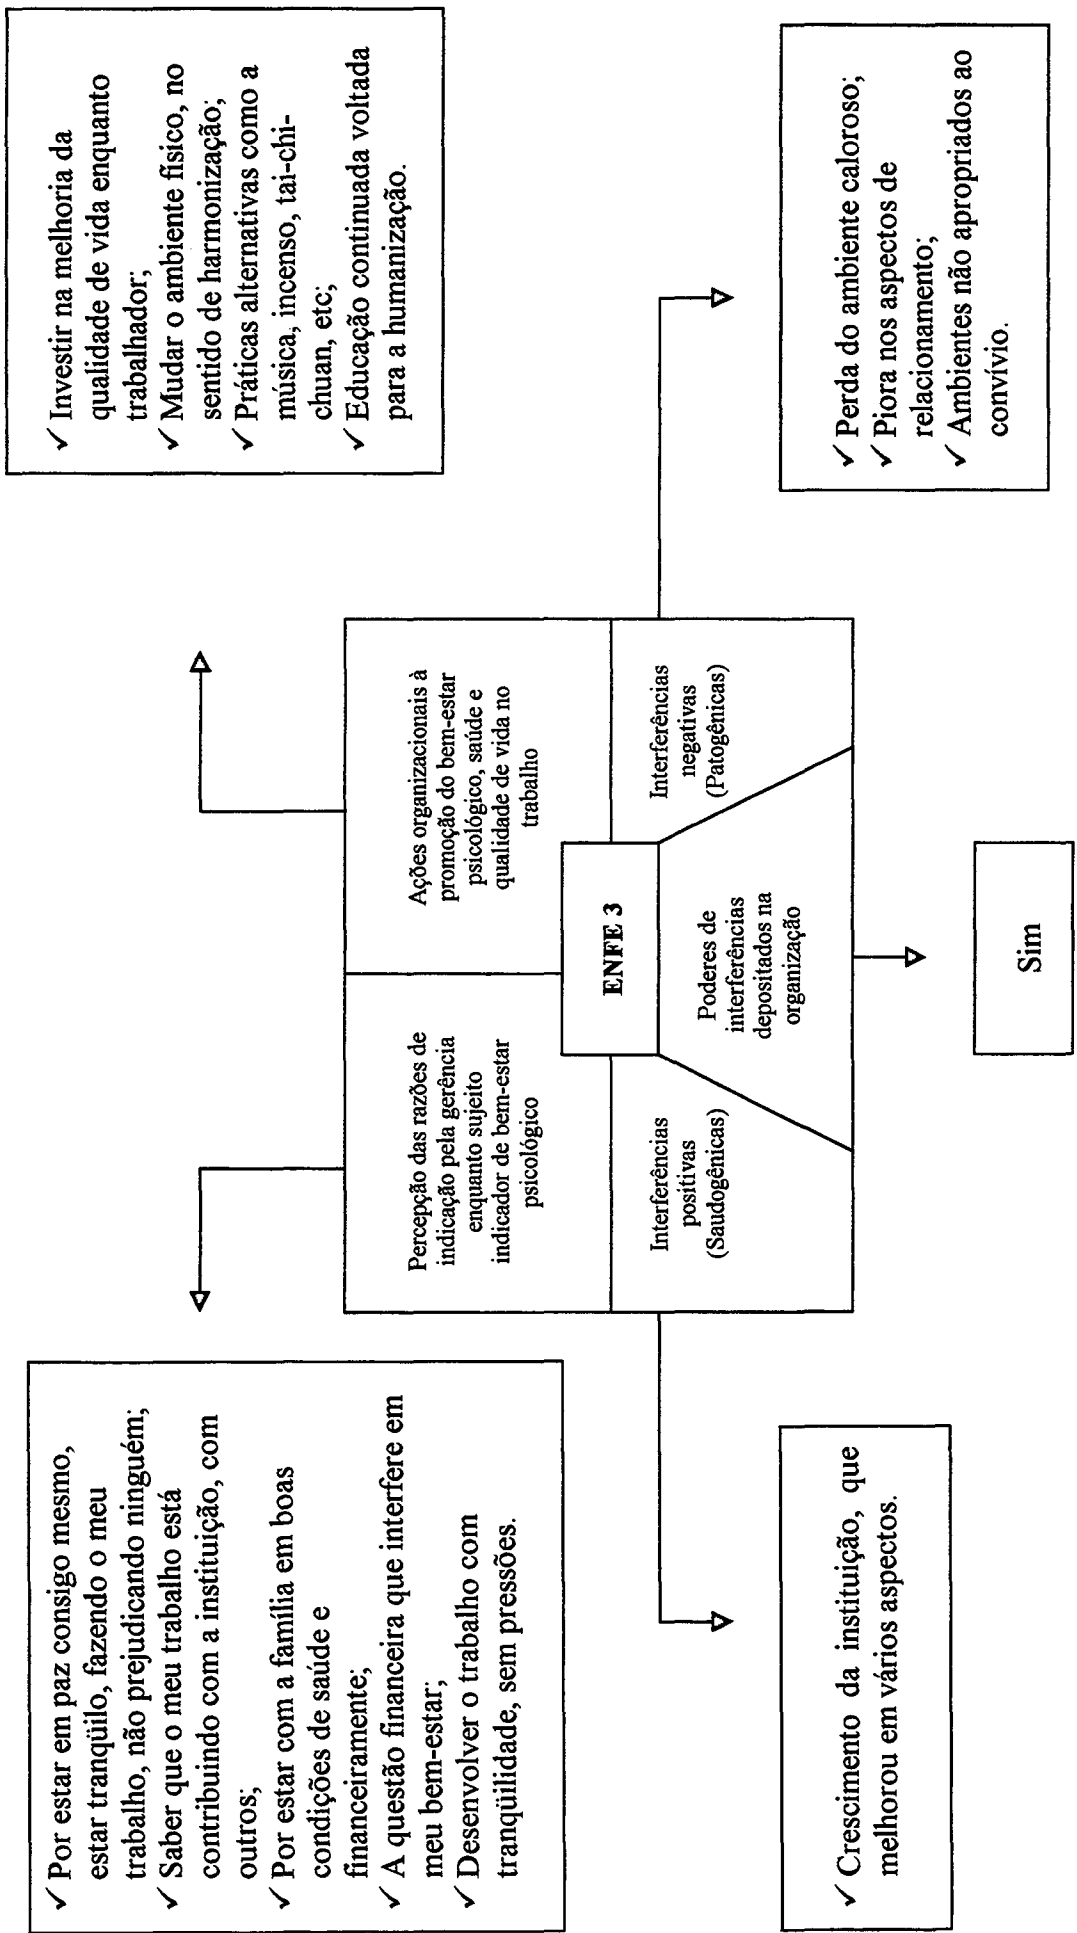 ✓ Por estar em paz consigo mesmo,
estar tranqüilo, fazendo o meu
trabalho, não prejudicando ninguém;
✓ Saber que o meu trabalho está
contribuindo com a instituição, com
outros;
✓ Por estar com a família em boas
condições de saúde e
financeiramente;
✓ A questão financeira que interfere em
meu bem-estar;
✓ Desenvolver o trabalho com
tranqüilidade, sem pressões.
✓ Investir na melhoria da
qualidade de vida enquanto
trabalhador;
✓ Mudar o ambiente físico, no
sentido de harmonização;
✓ Práticas alternativas como a
música, incenso, tai-chi-
chuan, etc;
✓ Educação continuada voltada
para a humanização.
Percepção das razões de
indicação pela gerência
enquanto sujeito
indicador de bem-estar
psicológico
Ações organizacionais à
promoção do bem-estar
psicológico, saúde e
qualidade de vida no
trabalho
ENFE 3
Interferências
positivas
(Saudogênicas)
Poderes de
interferências
depositados na
organização
Interferências
negativas
(Patogênicas)
✓ Crescimento da instituição, que
melhorou em vários aspectos.
Sim
✓ Perda do ambiente caloroso;
✓ Piora nos aspectos de
relacionamento;
✓ Ambientes não apropriados ao
convívio.